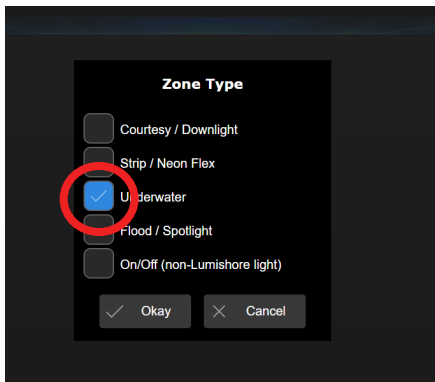 Zone Type
Courtesy / Downlight
Strip / Neon Flex
Underwater
Flood / Spotlight
On/Off (non-Lumishore light)
Okay Cancel